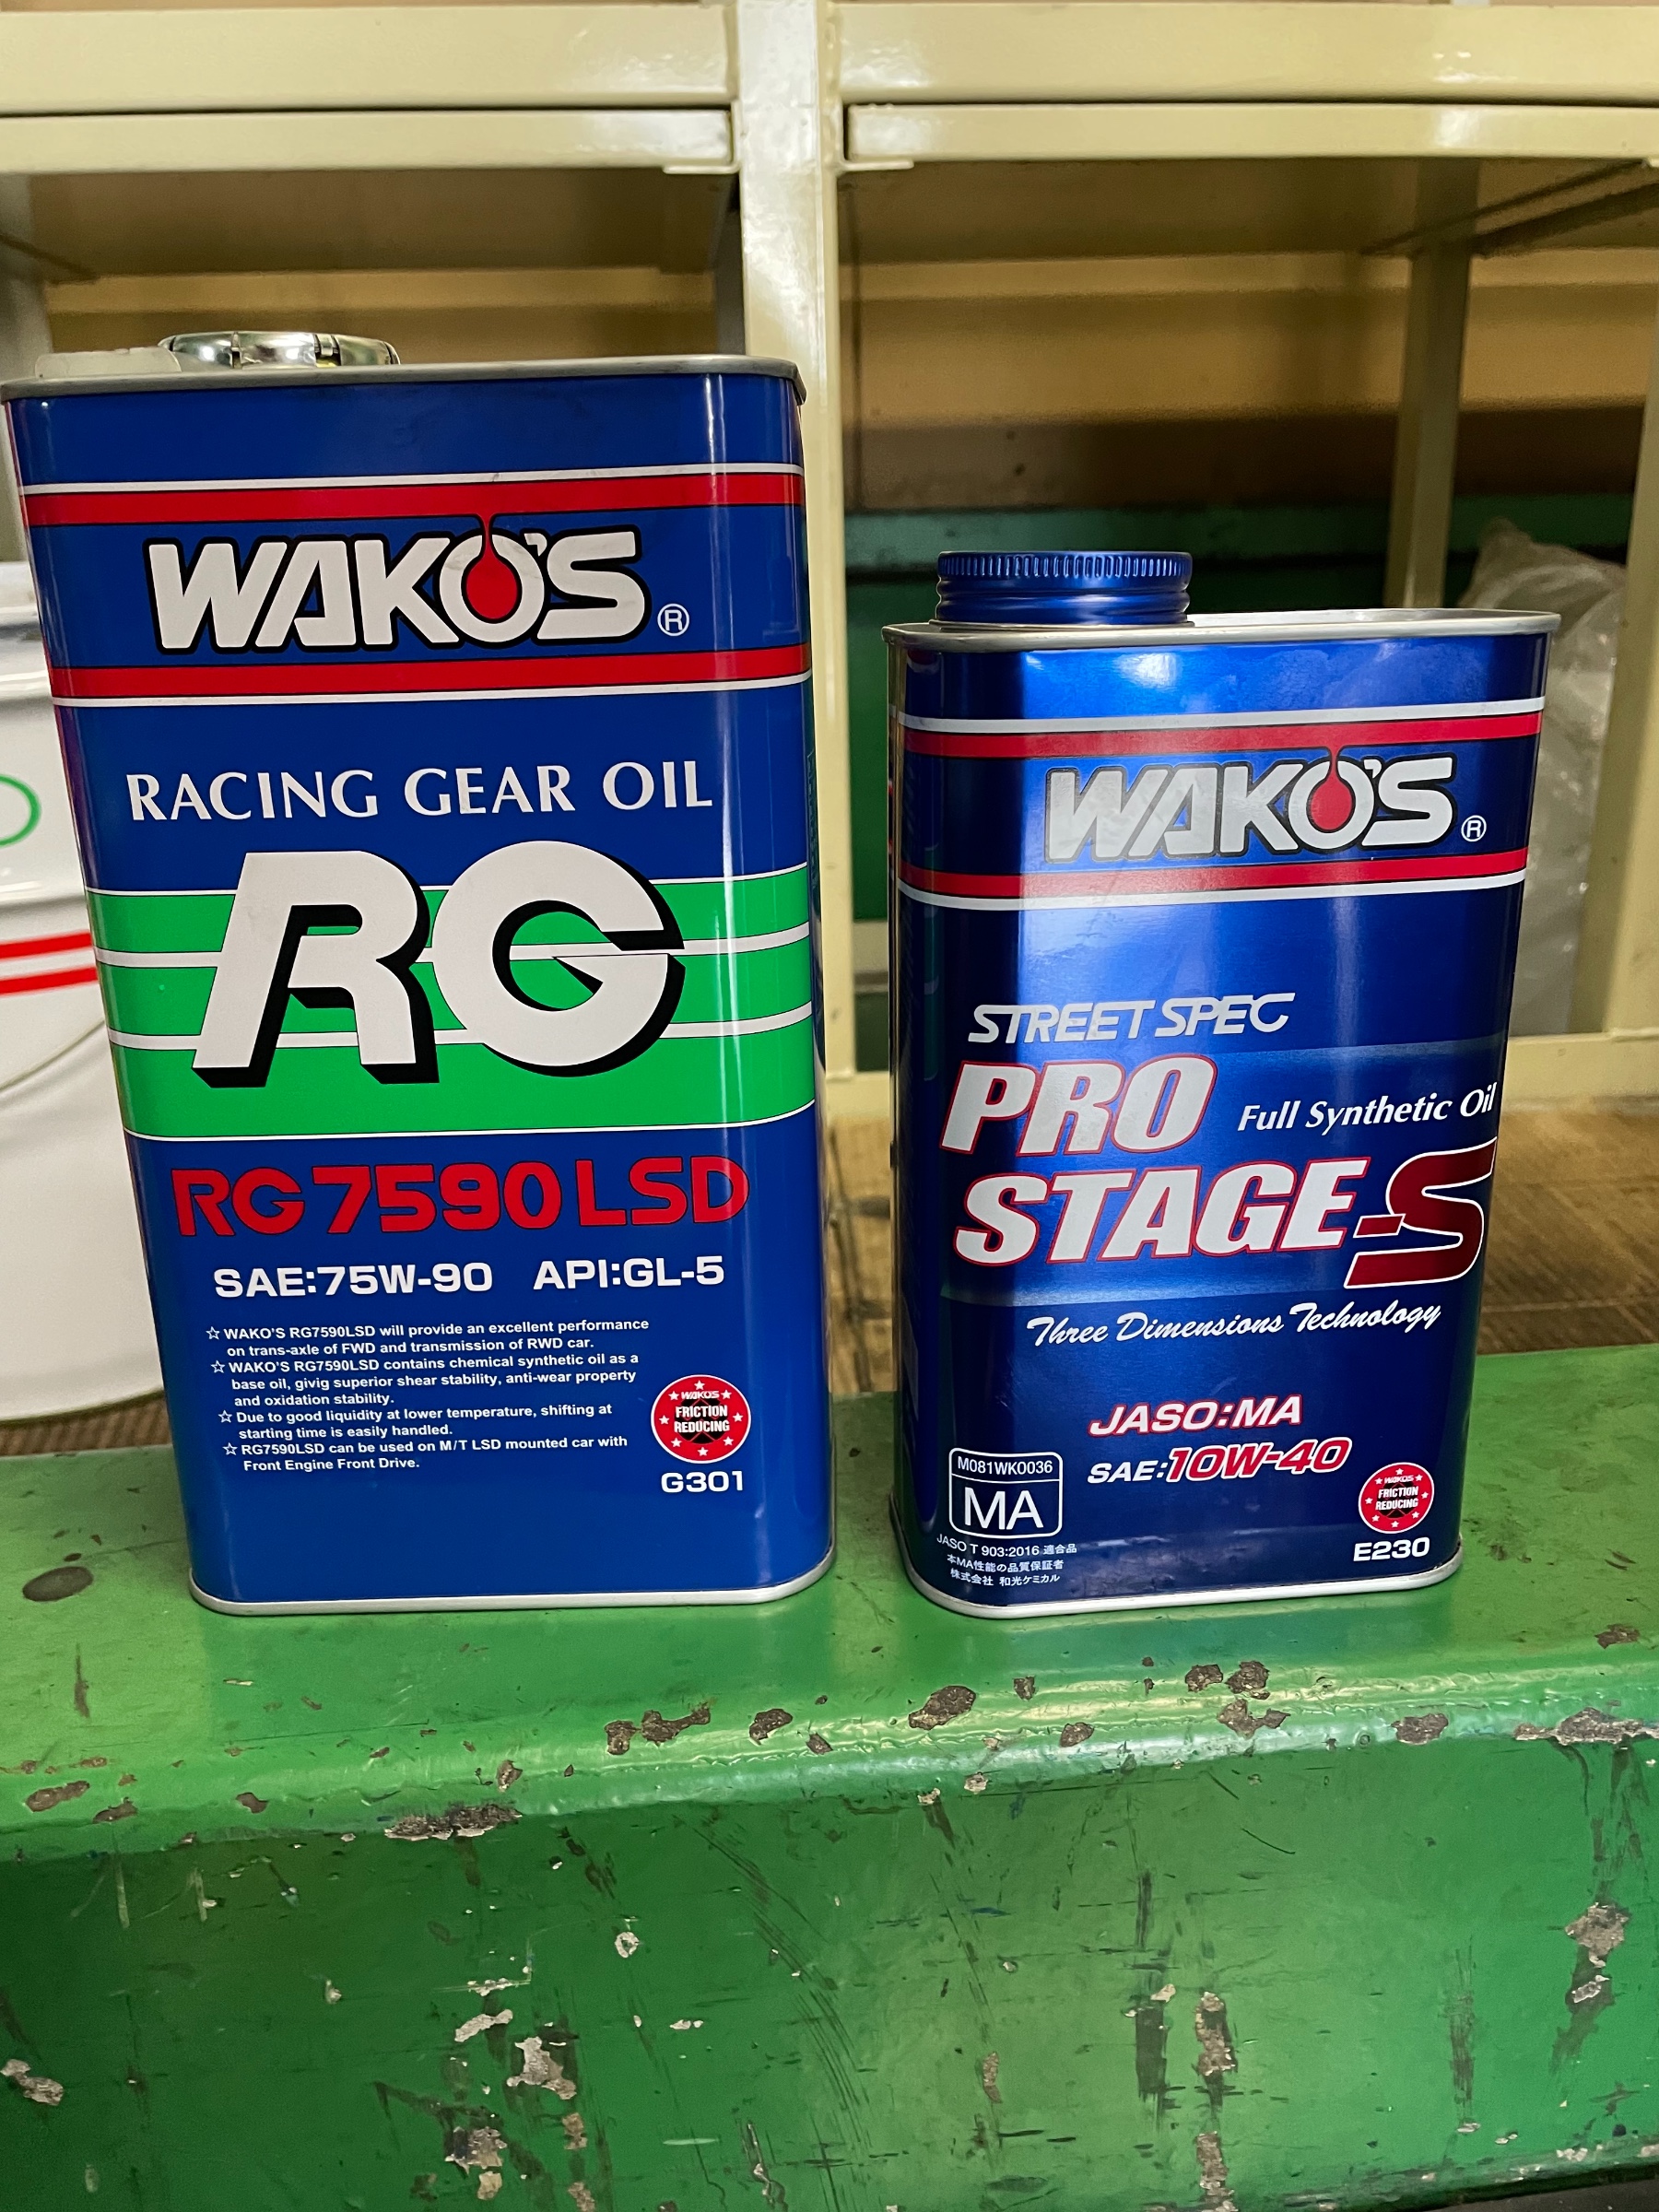 WAKO'S ®
RACING GEAR OIL
RG
RG7590LSD
SAE:75W-90 API:GL-5
☆ WAKO'S RG7590LSD will provide an excellent performance
on trans-axle of FWD and transmission of RWD car.
☆ WAKO'S RG7590LSD contains chemical synthetic oil as a
base oil, givig superior shear stability, anti-wear property
and oxidation stability.
☆ Due to good liquidity at lower temperature, shifting at
starting time is easily handled.
☆ RG7590LSD can be used on M/T LSD mounted car with
Front Engine Front Drive.
WAKO'S
FRICTION
REDUCING
G301
WAKO'S ®
STREET SPEC
PRO
Full Synthetic Oil
STAGE-S
Three Dimensions Technology
JASO:MA
SAE:10W-40
M081WK0036
MA
JASO T 903:2016 適合品
本MA性能の品質保証者
株式会社 和光ケミカル
WAKO'S
FRICTION
REDUCING
E230